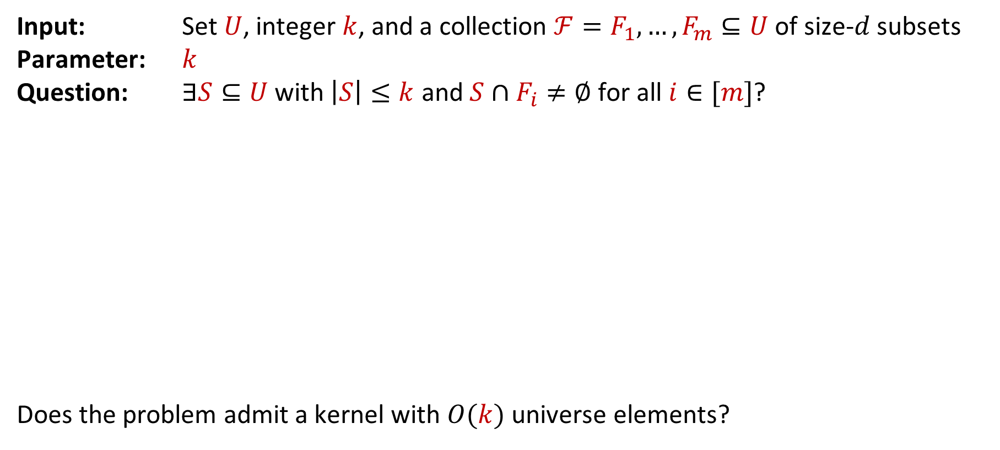 Input: Set U, integer k, and a collection ℱ = F₁, … , Fₘ ⊆ U of size-d subsets
Parameter: k
Question: ∃S ⊆ U with |S| ≤ k and S ∩ Fᵢ ≠ ∅ for all i ∈ [m]?
Does the problem admit a kernel with O(k) universe elements?